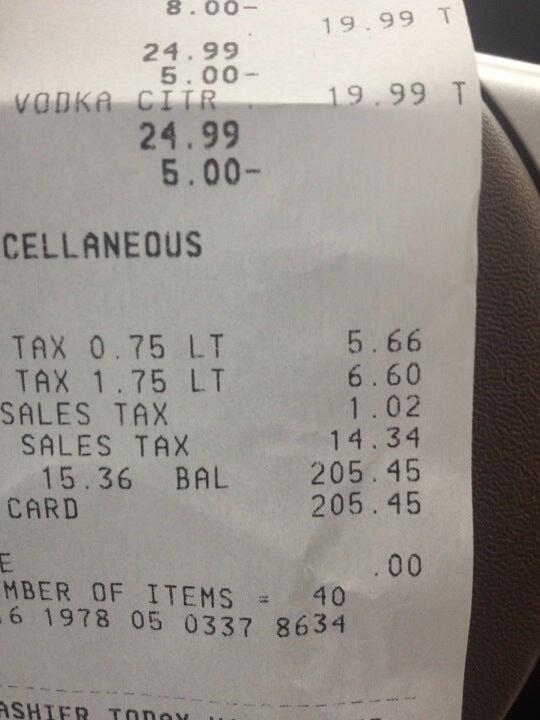 8.00-
19.99 T
24.99
5.00-
VODKA CITR 19.99 T
24.99
5.00-
CELLANEOUS
TAX 0.75 LT 5.66
TAX 1.75 LT 6.60
SALES TAX 1.02
SALES TAX 14.34
15.36 BAL 205.45
CARD 205.45
E .00
MBER OF ITEMS = 40
.6 1978 05 0337 8634
ASHIER TODAY